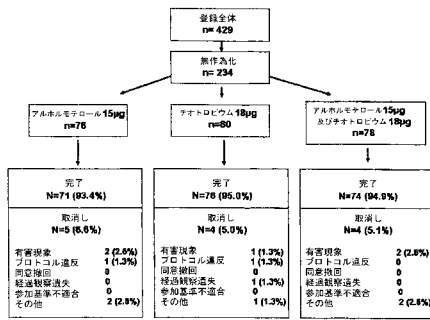 登録全体
n= 429
無作為化
n= 234
アルホルモテロール15μg
n=76
チオトロピウム18μg
n=80
アルホルモテロール15μg
及びチオトロピウム18μg
n=78
完了
N=71 (93.4%)
取消し
N=5 (6.6%)
有害現象 2 (2.6%)
プロトコル違反 1 (1.3%)
同意撤回 0
経過観察遺失 0
参加基準不適合 0
その他 2 (2.6%)
完了
N=76 (95.0%)
取消し
N=4 (5.0%)
有害現象 1 (1.3%)
プロトコル違反 1 (1.3%)
同意撤回 0
経過観察遺失 1 (1.3%)
参加基準不適合 0
その他 1 (1.3%)
完了
N=74 (94.9%)
取消し
N=4 (5.1%)
有害現象 2 (2.6%)
プロトコル違反 0
同意撤回 0
経過観察遺失 0
参加基準不適合 0
その他 2 (2.6%)